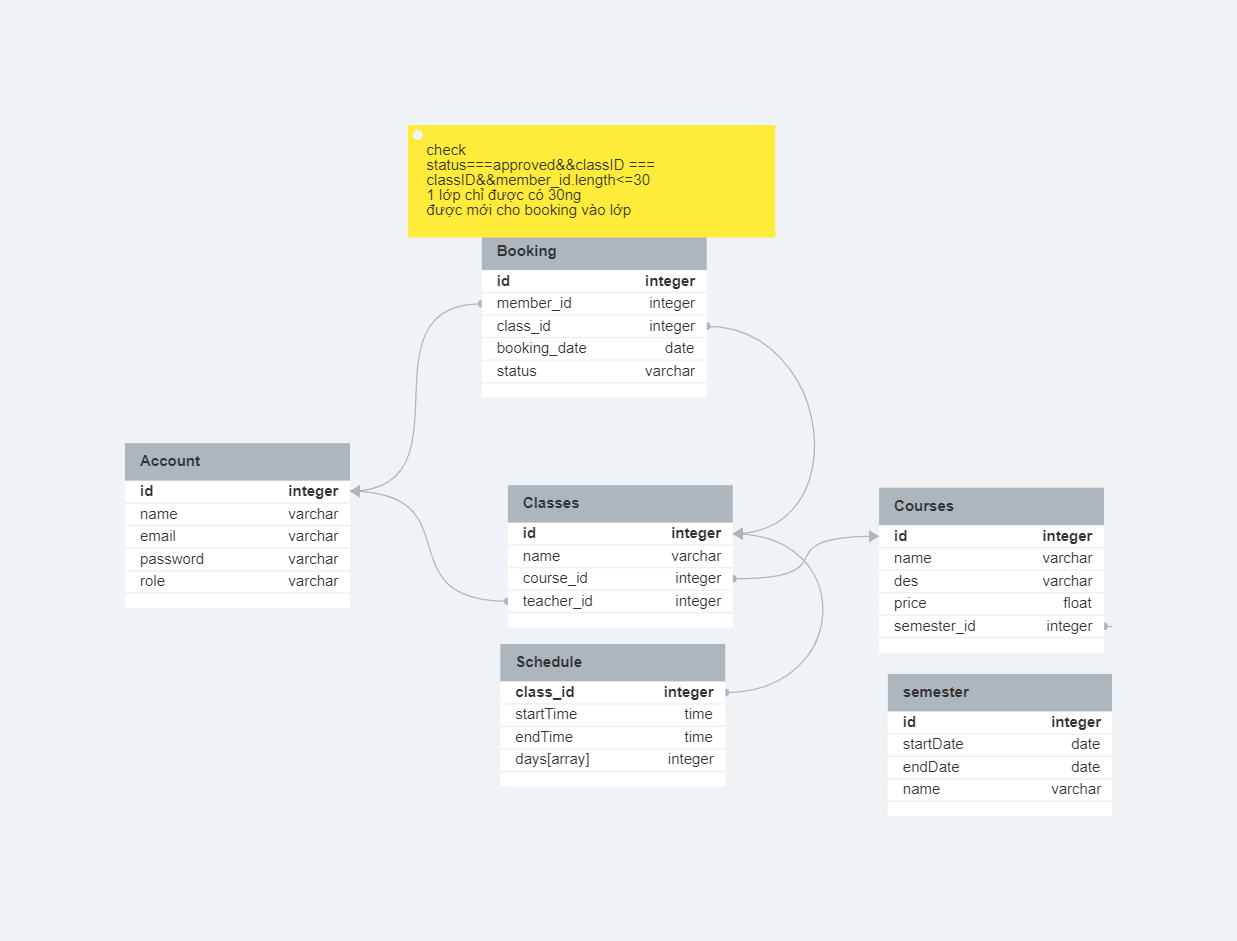 check
status===approved&&classID ===
classID&&member_id.length<=30
1 lớp chỉ được có 30ng
được mới cho booking vào lớp
Booking
id integer
member_id integer
class_id integer
booking_date date
status varchar
Account
id integer
name varchar
email varchar
password varchar
role varchar
Classes
id integer
name varchar
course_id integer
teacher_id integer
Courses
id integer
name varchar
des varchar
price float
semester_id integer
Schedule
class_id integer
startTime time
endTime time
days[array] integer
semester
id integer
startDate date
endDate date
name varchar